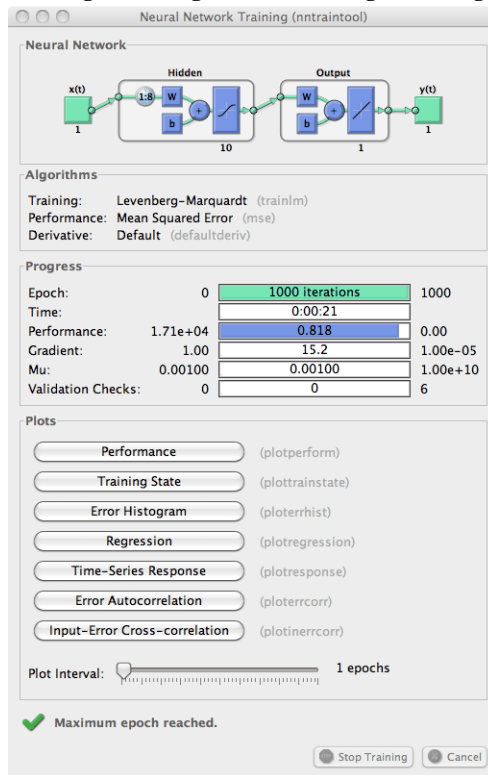 Neural Network Training (nntraintool)
Neural Network
Hidden Output
x(t) y(t)
1:8 W W
+ +
b b
1 10 1 1
Algorithms
Training: Levenberg-Marquardt (trainlm)
Performance: Mean Squared Error (mse)
Derivative: Default (defaultderiv)
Progress
Epoch: 0 1000 iterations 1000
Time: 0:00:21
Performance: 1.71e+04 0.818 0.00
Gradient: 1.00 15.2 1.00e-05
Mu: 0.00100 0.00100 1.00e+10
Validation Checks: 0 0 6
Plots
Performance (plotperform)
Training State (plottrainstate)
Error Histogram (ploterrhist)
Regression (plotregression)
Time-Series Response (plotresponse)
Error Autocorrelation (ploterrcorr)
Input-Error Cross-correlation (plotinerrcorr)
Plot Interval: 1 epochs
Maximum epoch reached.
Stop Training Cancel